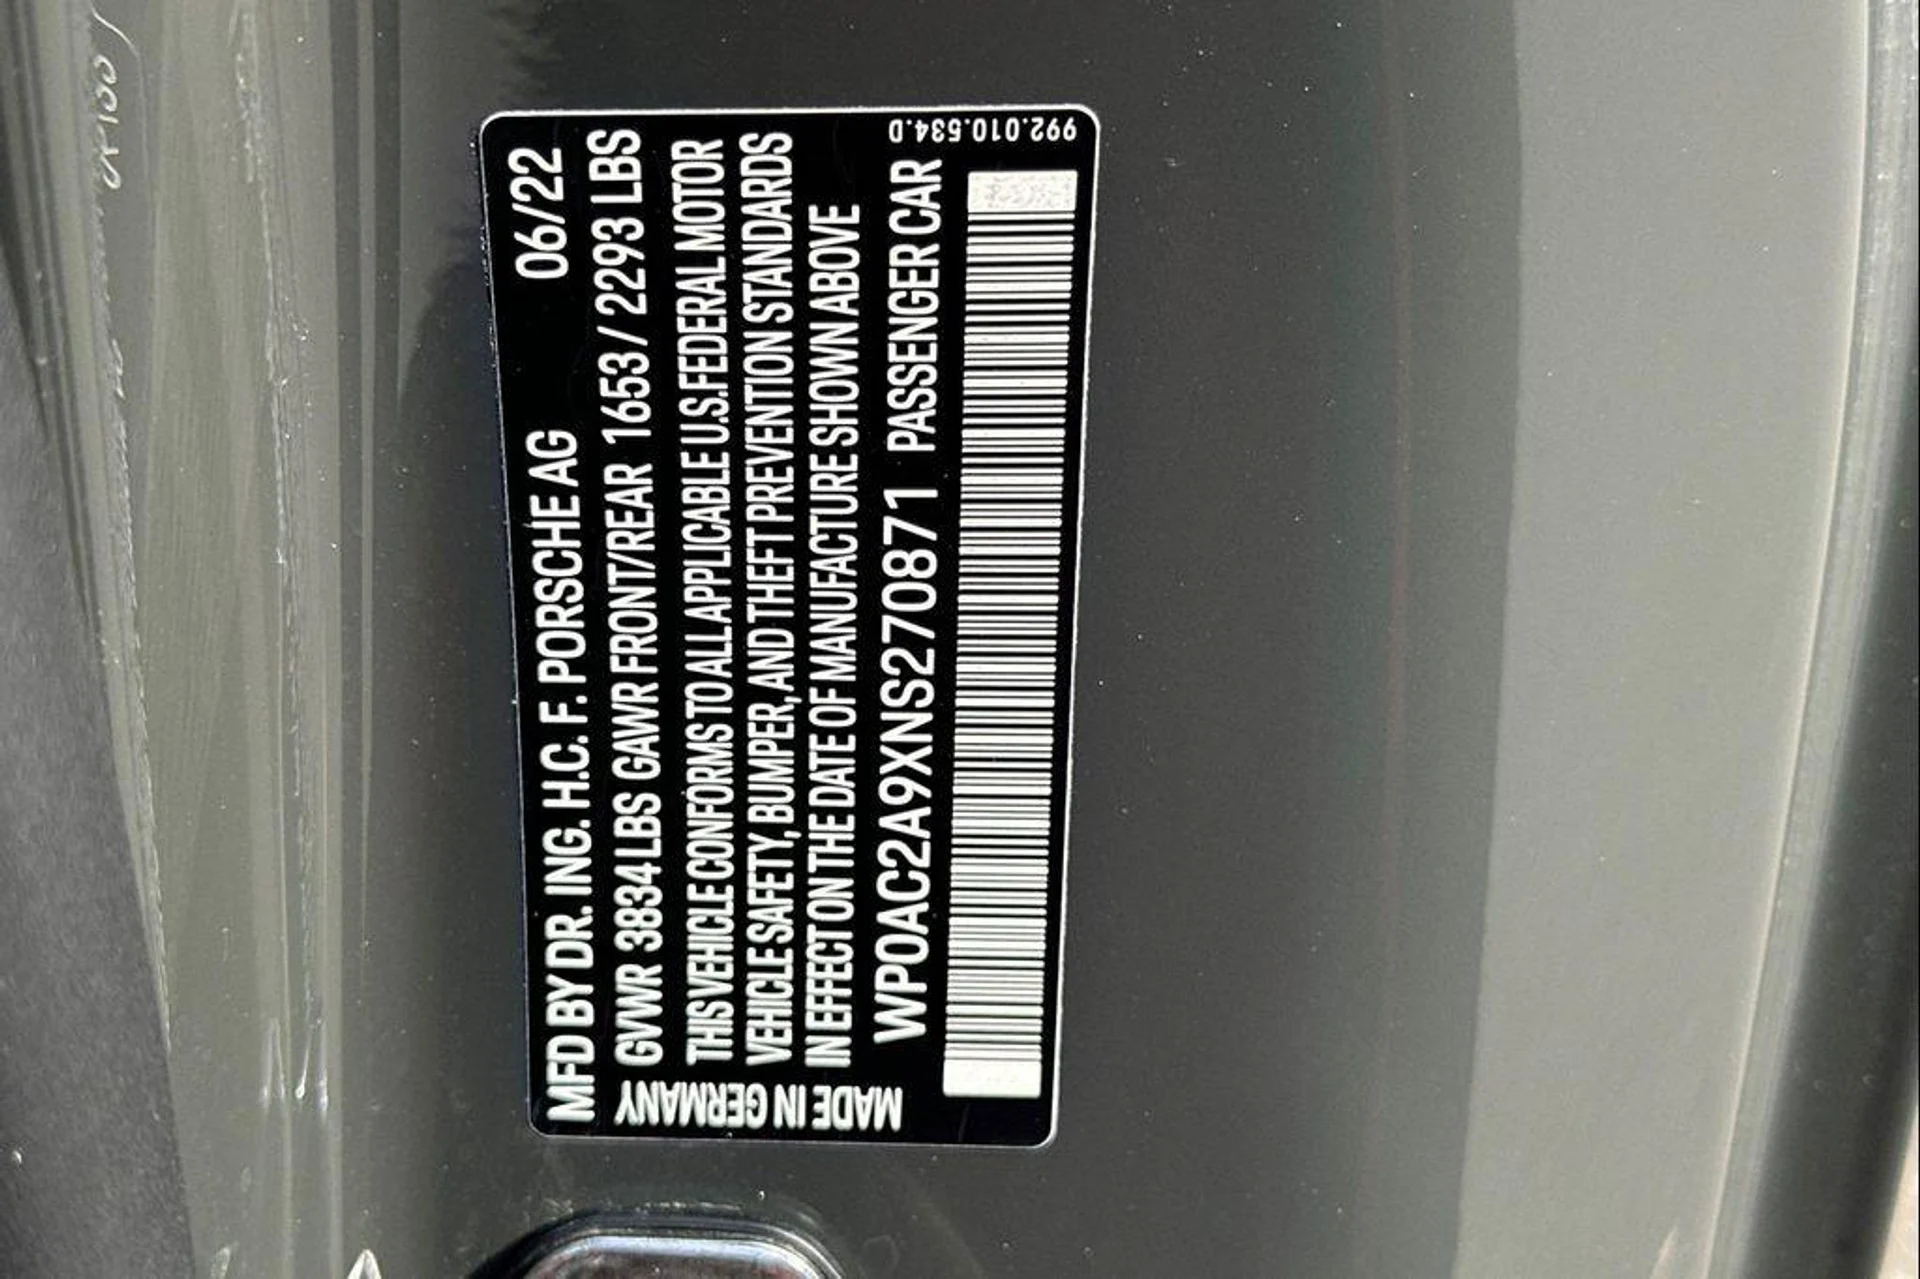 MFD BY DR. ING. H.C. F. PORSCHE AG 06/22
GVWR 3834 LBS GAWR FRONT/REAR 1653 / 2293 LBS
THIS VEHICLE CONFORMS TO ALL APPLICABLE U.S. FEDERAL MOTOR
VEHICLE SAFETY, BUMPER, AND THEFT PREVENTION STANDARDS
IN EFFECT ON THE DATE OF MANUFACTURE SHOWN ABOVE
WP0AC2A9XNS270871 PASSENGER CAR
MADE IN GERMANY
992.010.534.D